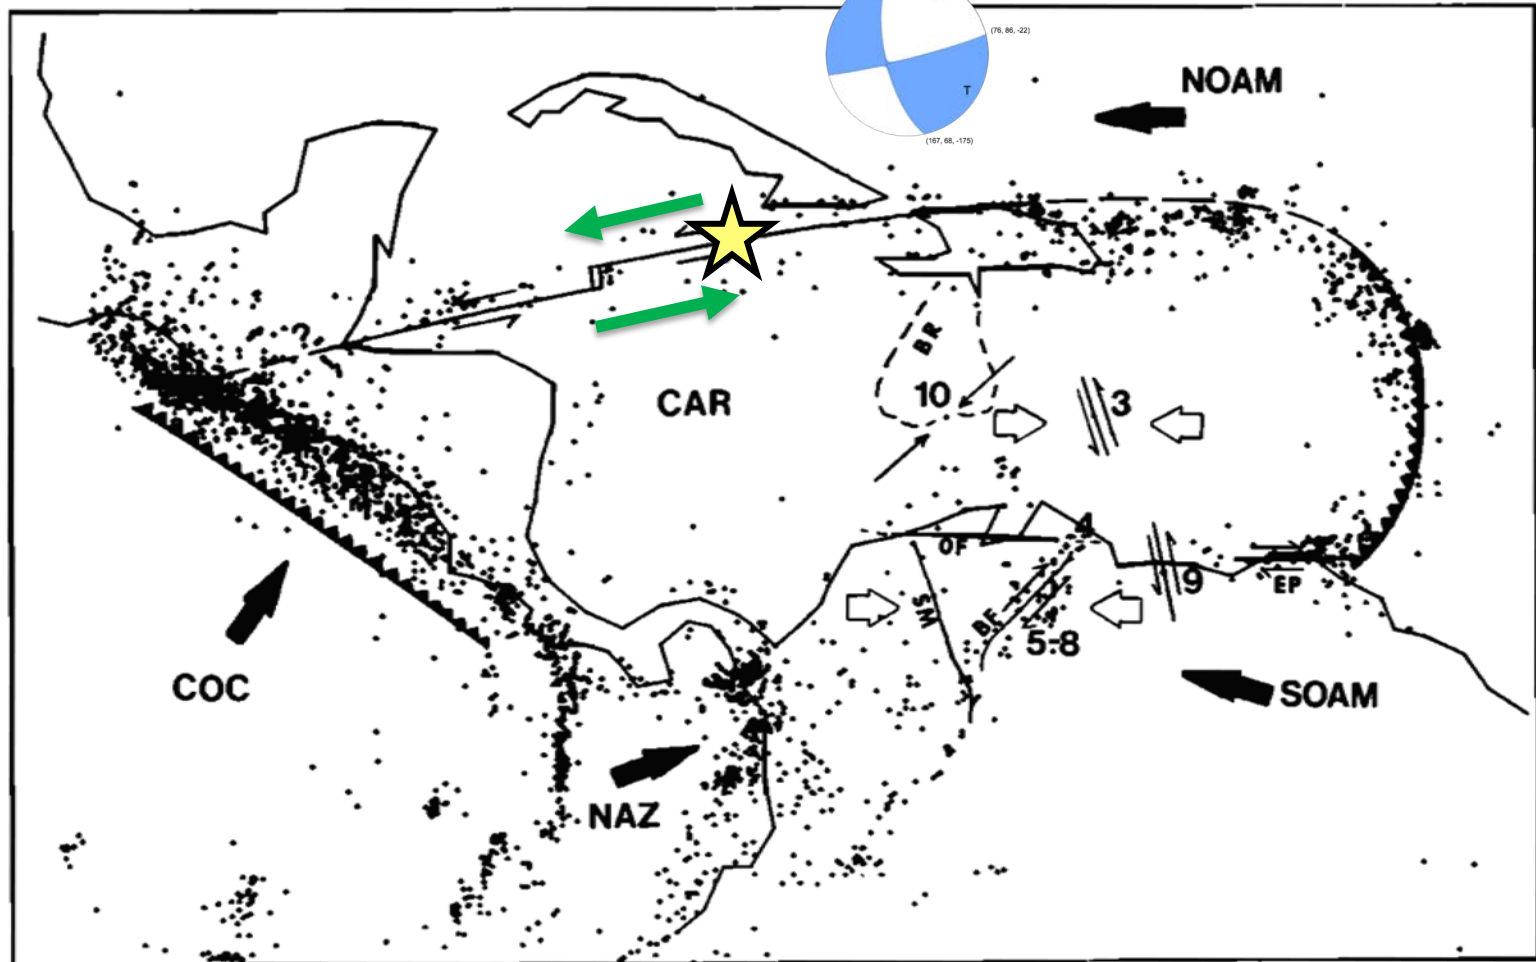 (76, 86, -22)
NOAM
T
(167, 68, -175)
?
BR
CAR
10
3
4
OF
9
EP
SM
BF
5-8
COC
SOAM
NAZ